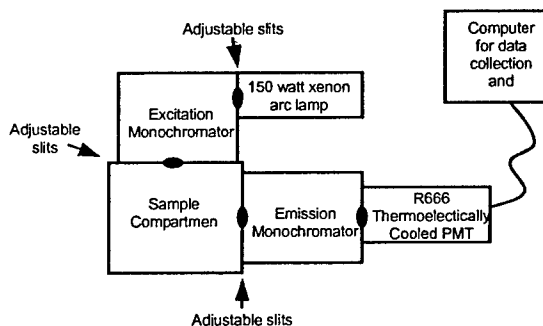 Adjustable slits
Computer
for data
collection
and
150 watt xenon
arc lamp
Excitation
Monochromator
Adjustable
slits
Sample
Compartmen
Emission
Monochromator
R666
Thermoelectically
Cooled PMT
Adjustable slits